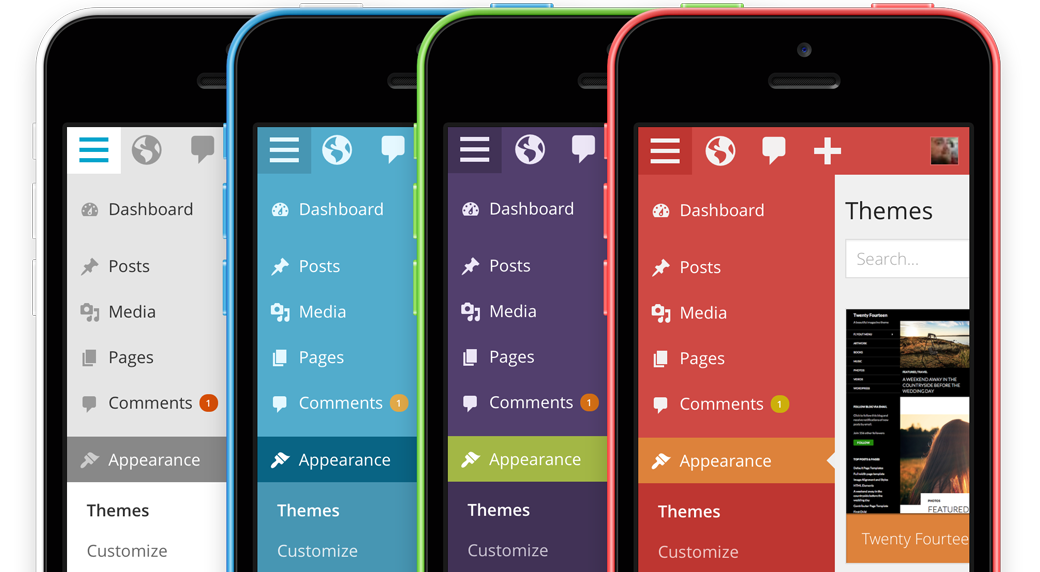 Dashboard
Posts
Media
Pages
Comments 1
Appearance
Themes
Customize
Dashboard
Posts
Media
Pages
Comments 1
Appearance
Themes
Customize
Dashboard
Posts
Media
Pages
Comments 1
Appearance
Themes
Customize
Dashboard
Posts
Media
Pages
Comments 1
Appearance
Themes
Customize
Themes
Search...
Twenty Fourteen
A WEEKEND AWAY IN THE
COUNTRYSIDE BEFORE THE
WEDDING DAY
FEATURED
Twenty Fourtee